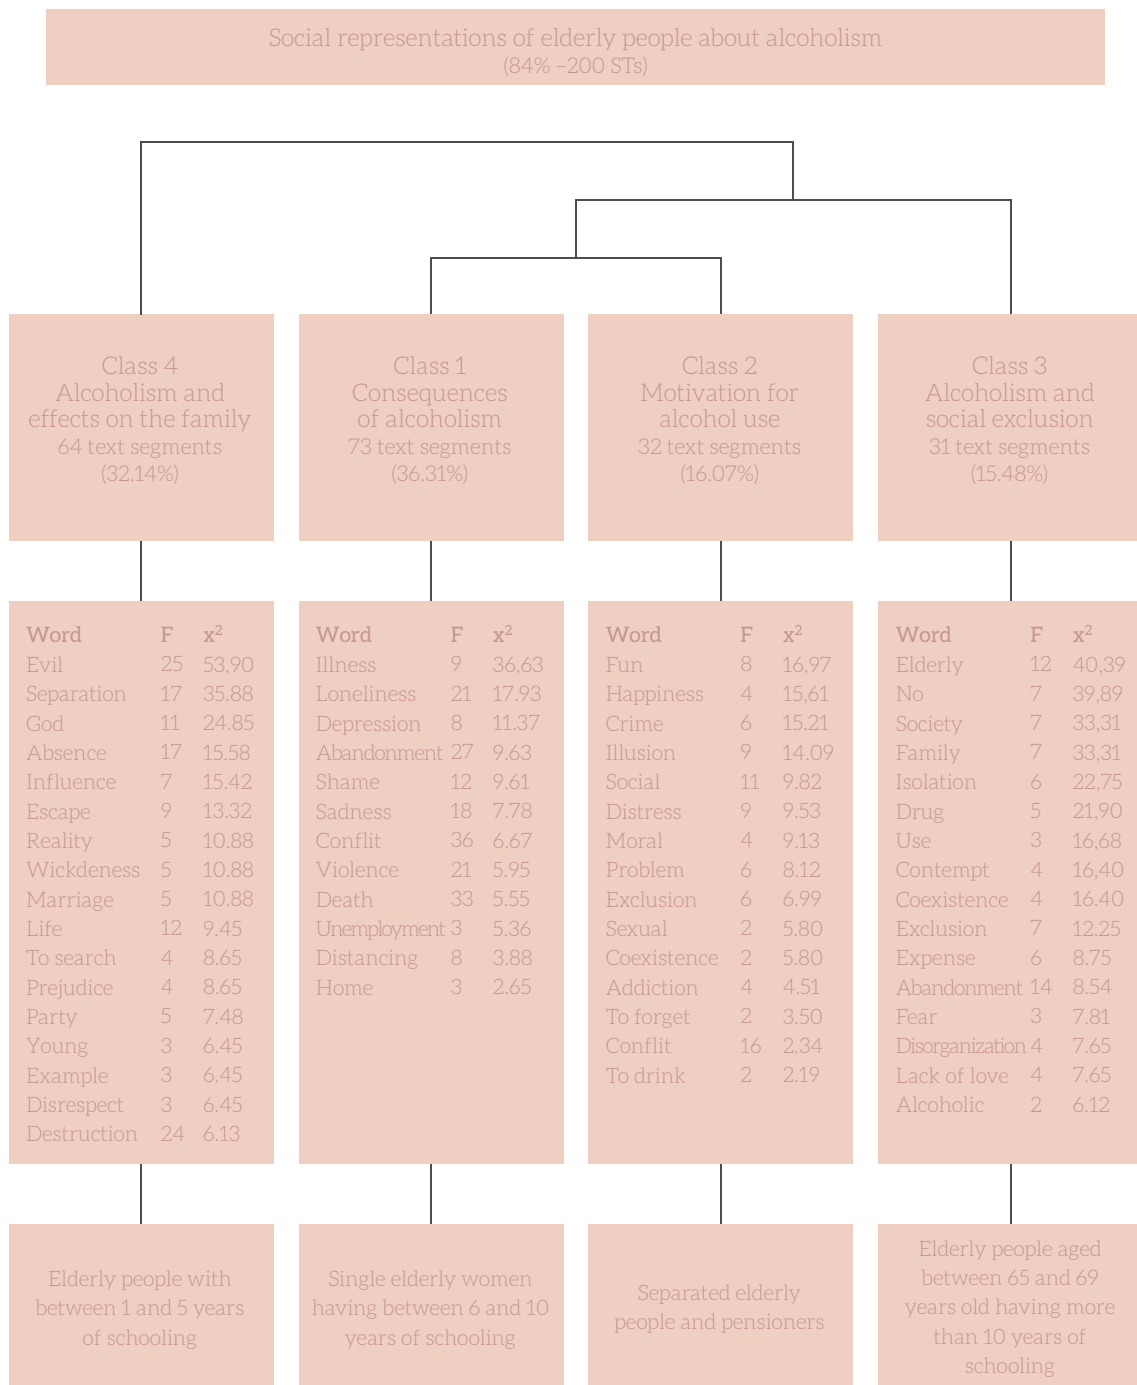 Social representations of elderly people about alcoholism
(84% –200 STs)
Class 4
Alcoholism and
effects on the family
64 text segments
(32.14%)
Class 1
Consequences
of alcoholism
73 text segments
(36.31%)
Class 2
Motivation for
alcohol use
32 text segments
(16.07%)
Class 3
Alcoholism and
social exclusion
31 text segments
(15.48%)
Word F x²
Evil 25 53,90
Separation 17 35.88
God 11 24.85
Absence 17 15.58
Influence 7 15.42
Escape 9 13.32
Reality 5 10.88
Wickdeness 5 10.88
Marriage 5 10.88
Life 12 9.45
To search 4 8.65
Prejudice 4 8.65
Party 5 7.48
Young 3 6.45
Example 3 6.45
Disrespect 3 6.45
Destruction 24 6.13
Word F x²
Illness 9 36,63
Loneliness 21 17.93
Depression 8 11.37
Abandonment 27 9.63
Shame 12 9.61
Sadness 18 7.78
Conflit 36 6.67
Violence 21 5.95
Death 33 5.55
Unemployment 3 5.36
Distancing 8 3.88
Home 3 2.65
Word F x²
Fun 8 16,97
Happiness 4 15,61
Crime 6 15.21
Illusion 9 14.09
Social 11 9.82
Distress 9 9.53
Moral 4 9.13
Problem 6 8.12
Exclusion 6 6.99
Sexual 2 5.80
Coexistence 2 5.80
Addiction 4 4.51
To forget 2 3.50
Conflit 16 2.34
To drink 2 2.19
Word F x²
Elderly 12 40,39
No 7 39,89
Society 7 33,31
Family 7 33,31
Isolation 6 22,75
Drug 5 21,90
Use 3 16,68
Contempt 4 16,40
Coexistence 4 16.40
Exclusion 7 12.25
Expense 6 8.75
Abandonment 14 8.54
Fear 3 7.81
Disorganization 4 7.65
Lack of love 4 7.65
Alcoholic 2 6.12
Elderly people with
between 1 and 5 years
of schooling
Single elderly women
having between 6 and 10
years of schooling
Separated elderly
people and pensioners
Elderly people aged
between 65 and 69
years old having more
than 10 years of
schooling